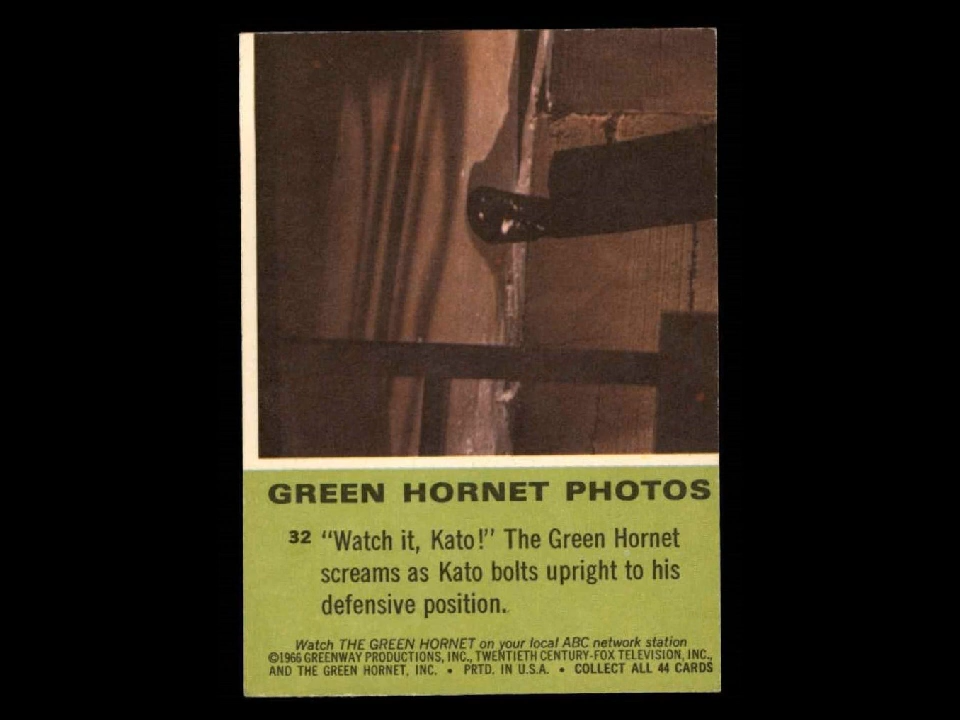 GREEN HORNET PHOTOS
32 “Watch it, Kato!” The Green Hornet
screams as Kato bolts upright to his
defensive position.
Watch THE GREEN HORNET on your local ABC network station
©1966 GREENWAY PRODUCTIONS, INC., TWENTIETH CENTURY-FOX TELEVISION, INC.,
AND THE GREEN HORNET, INC. • PRTD. IN U.S.A. • COLLECT ALL 44 CARDS